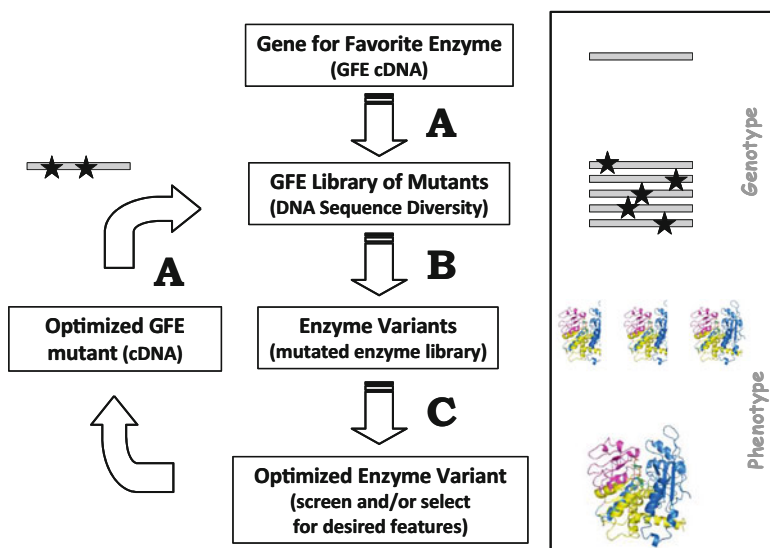 Gene for Favorite Enzyme
(GFE cDNA)
A
GFE Library of Mutants
(DNA Sequence Diversity)
A
B
Optimized GFE
mutant (cDNA)
Enzyme Variants
(mutated enzyme library)
C
Optimized Enzyme Variant
(screen and/or select
for desired features)
Genotype
Phenotype